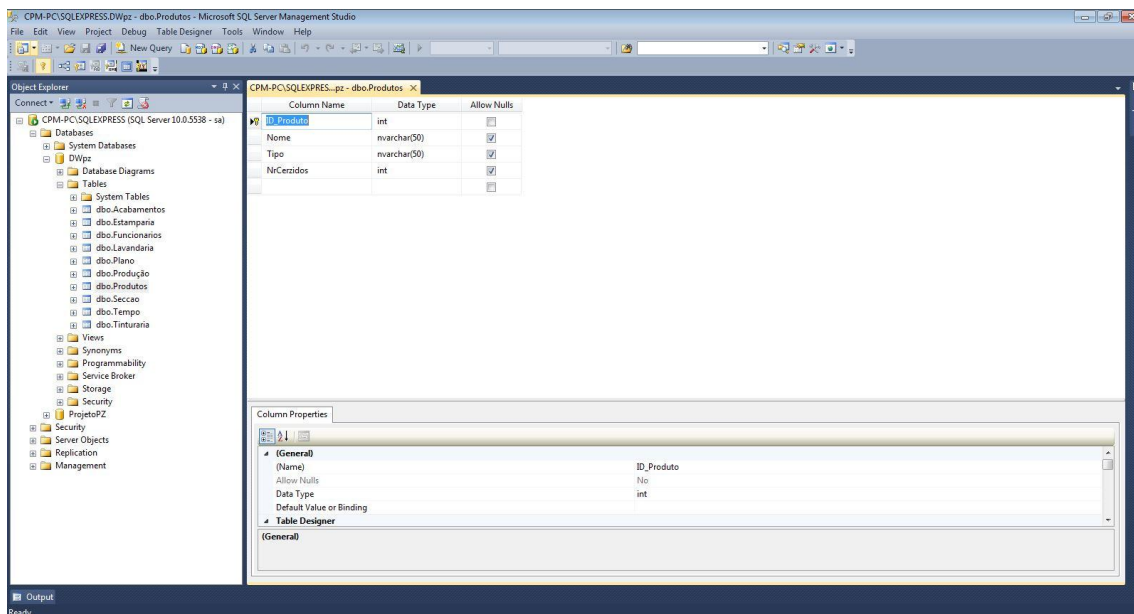 CPM-PC\SQLEXPRESS.DWpz - dbo.Produtos - Microsoft SQL Server Management Studio
File Edit View Project Debug Table Designer Tools Window Help
New Query
Object Explorer
CPM-PC\SQLEXPRES...pz - dbo.Produtos
Connect
CPM-PC\SQLEXPRESS (SQL Server 10.0.5538 - sa)
Databases
System Databases
DWpz
Database Diagrams
Tables
System Tables
dbo.Acabamentos
dbo.Estamparia
dbo.Funcionarios
dbo.Lavandaria
dbo.Plano
dbo.Produção
dbo.Produtos
dbo.Seccao
dbo.Tempo
dbo.Tinturaria
Views
Synonyms
Programmability
Service Broker
Storage
Security
ProjetoPZ
Security
Server Objects
Replication
Management
Column Name Data Type Allow Nulls
ID_Produto int
Nome nvarchar(50)
Tipo nvarchar(50)
NrCerzidos int
Column Properties
(General)
(Name) ID_Produto
Allow Nulls No
Data Type int
Default Value or Binding
Table Designer
(General)
Output
Ready